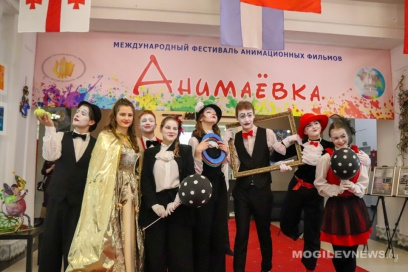 МЕЖДУНАРОДНЫЙ ФЕСТИВАЛЬ АНИМАЦИОННЫХ ФИЛЬМОВ
АНИМАЁВКА
MOGILEVNEWS